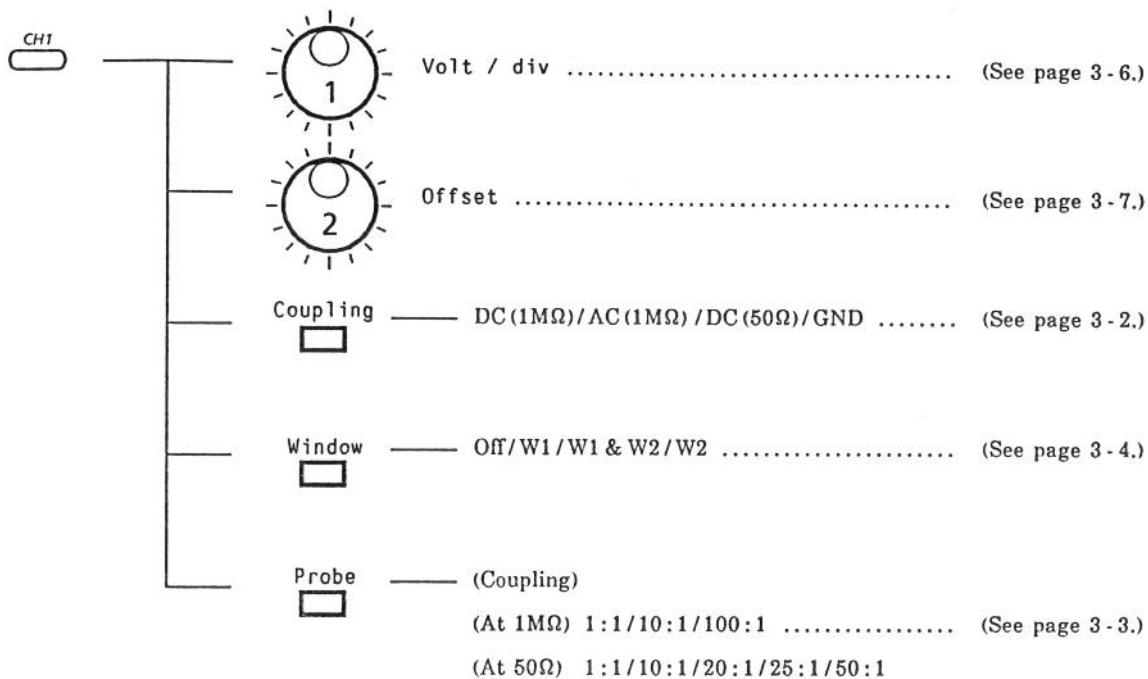 CH1
1
Volt / div ............................................ (See page 3 - 6.)
2
Offset .................................................. (See page 3 - 7.)
Coupling DC (1MΩ) / AC (1MΩ) / DC (50Ω) / GND ........ (See page 3 - 2.)
Window Off / W1 / W1 & W2 / W2 ........................... (See page 3 - 4.)
Probe (Coupling)
(At 1MΩ) 1 : 1 / 10 : 1 / 100 : 1 .................... (See page 3 - 3.)
(At 50Ω) 1 : 1 / 10 : 1 / 20 : 1 / 25 : 1 / 50 : 1